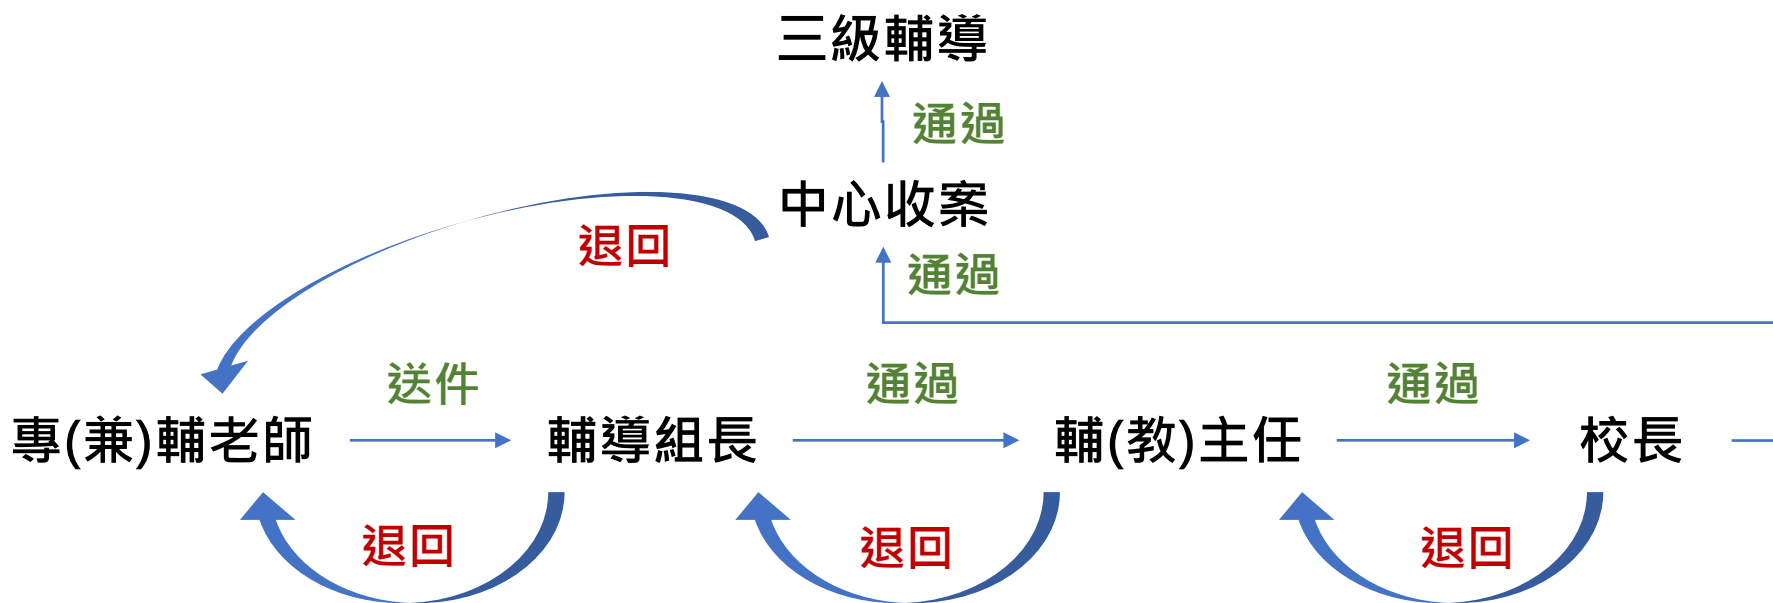 三級輔導
通過
中心收案
退回
通過
送件
通過
通過
專(兼)輔老師
輔導組長
輔(教)主任
校長
退回
退回
退回